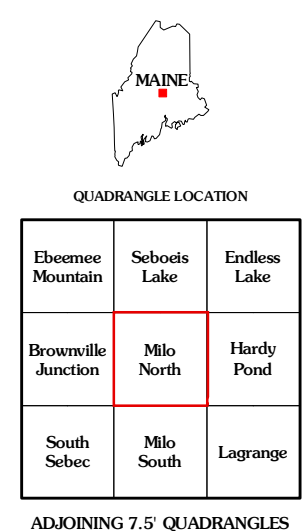 MAINE
QUADRANGLE LOCATION
Ebeemee
Mountain
Seboeis
Lake
Endless
Lake
Brownville
Junction
Milo
North
Hardy
Pond
South
Sebec
Milo
South
Lagrange
ADJOINING 7.5' QUADRANGLES